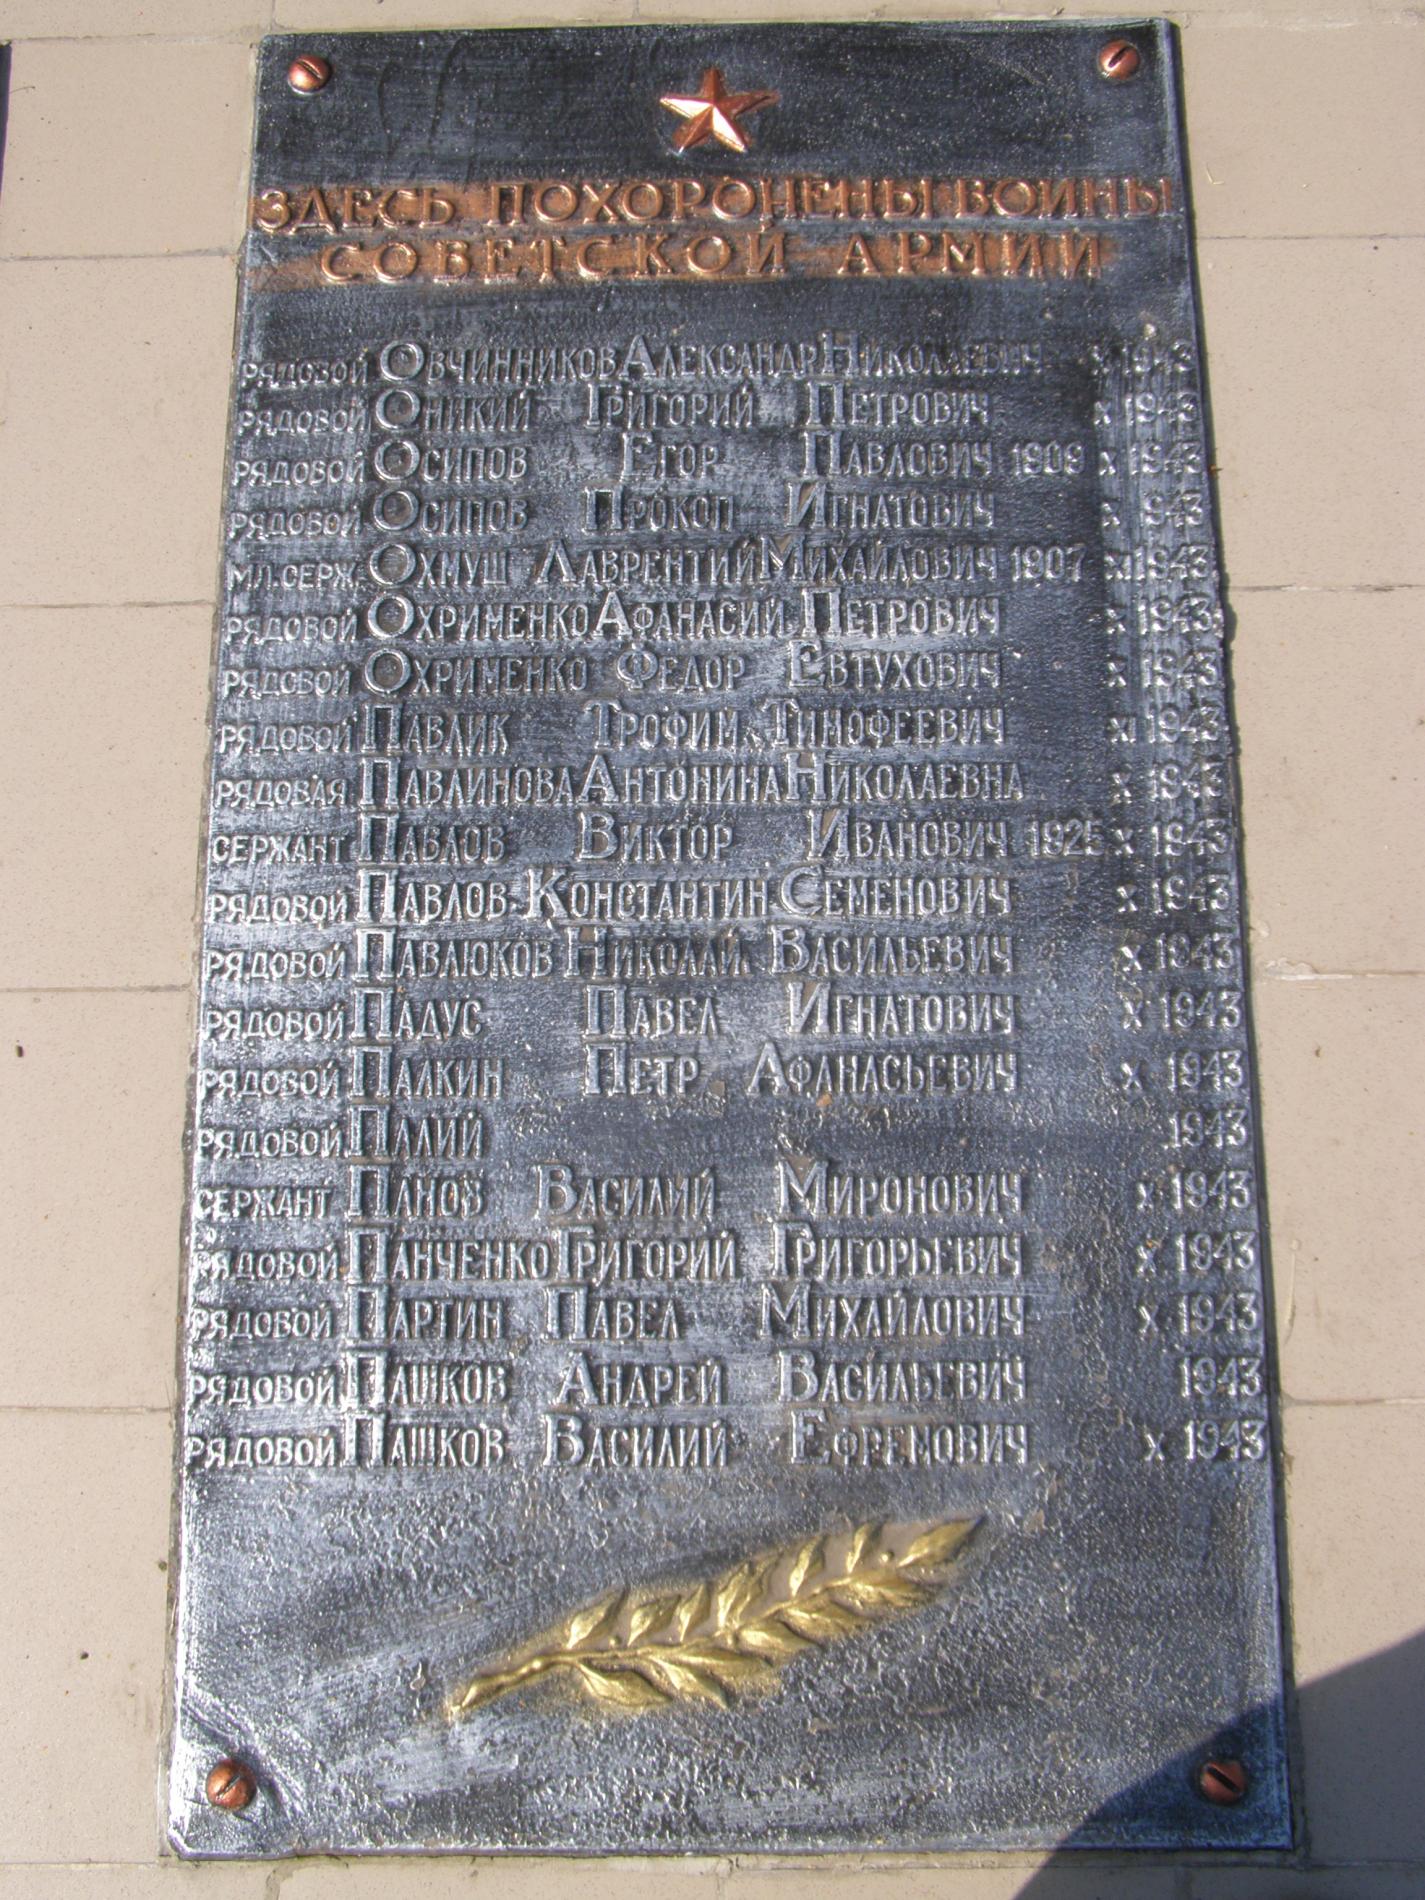 ЗДЕСЬ ПОХОРОНЕНЫ ВОИНЫ
СОВЕТСКОЙ АРМИИ
РЯДОВОЙ ОВЧИННИКОВ АЛЕКСАНДР НИКОЛАЕВИЧ X 1943
РЯДОВОЙ ОНИКИЙ ГРИГОРИЙ ПЕТРОВИЧ X 1943
РЯДОВОЙ ОСИПОВ ЕГОР ПАВЛОВИЧ 1909 X 1943
РЯДОВОЙ ОСИПОВ ПРОКОП ИГНАТОВИЧ X 1943
МЛ.СЕРЖ. ОХМУШ ЛАВРЕНТИЙ МИХАЙЛОВИЧ 1907 XI 1943
РЯДОВОЙ ОХРИМЕНКО АФАНАСИЙ ПЕТРОВИЧ X 1943
РЯДОВОЙ ОХРИМЕНКО ФЕДОР ЕВТУХОВИЧ X 1943
РЯДОВОЙ ПАВЛИК ТРОФИМ ТИМОФЕЕВИЧ XI 1943
РЯДОВАЯ ПАВЛИНОВА АНТОНИНА НИКОЛАЕВНА X 1943
СЕРЖАНТ ПАВЛОВ ВИКТОР ИВАНОВИЧ 1925 X 1943
РЯДОВОЙ ПАВЛОВ КОНСТАНТИН СЕМЕНОВИЧ X 1943
РЯДОВОЙ ПАВЛЮКОВ НИКОЛАЙ ВАСИЛЬЕВИЧ X 1943
РЯДОВОЙ ПАДУС ПАВЕЛ ИГНАТОВИЧ X 1943
РЯДОВОЙ ПАЛКИН ПЕТР АФАНАСЬЕВИЧ X 1943
РЯДОВОЙ ПАЛИЙ 1943
СЕРЖАНТ ПАНОВ ВАСИЛИЙ МИРОНОВИЧ X 1943
РЯДОВОЙ ПАНЧЕНКО ГРИГОРИЙ ГРИГОРЬЕВИЧ X 1943
РЯДОВОЙ ПАРТИН ПАВЕЛ МИХАЙЛОВИЧ X 1943
РЯДОВОЙ ПАШКОВ АНДРЕЙ ВАСИЛЬЕВИЧ 1943
РЯДОВОЙ ПАШКОВ ВАСИЛИЙ ЕФРЕМОВИЧ X 1943